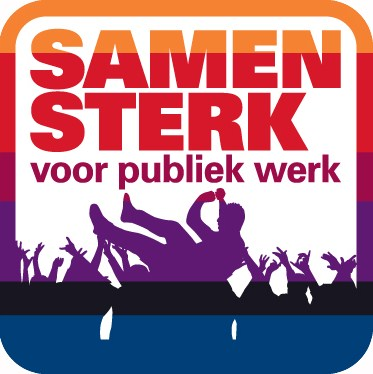 SAMEN
STERK
voor publiek werk